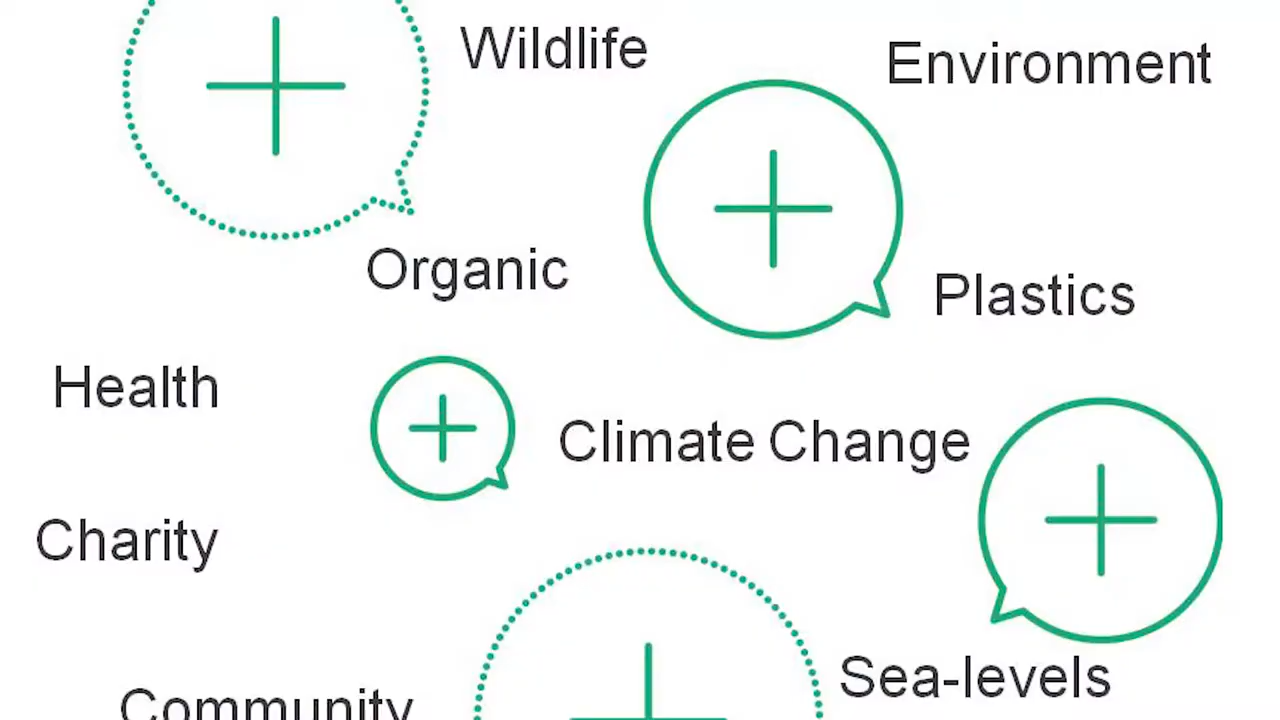 Wildlife
Environment
Organic
Plastics
Health
Climate Change
Charity
Sea-levels
Community